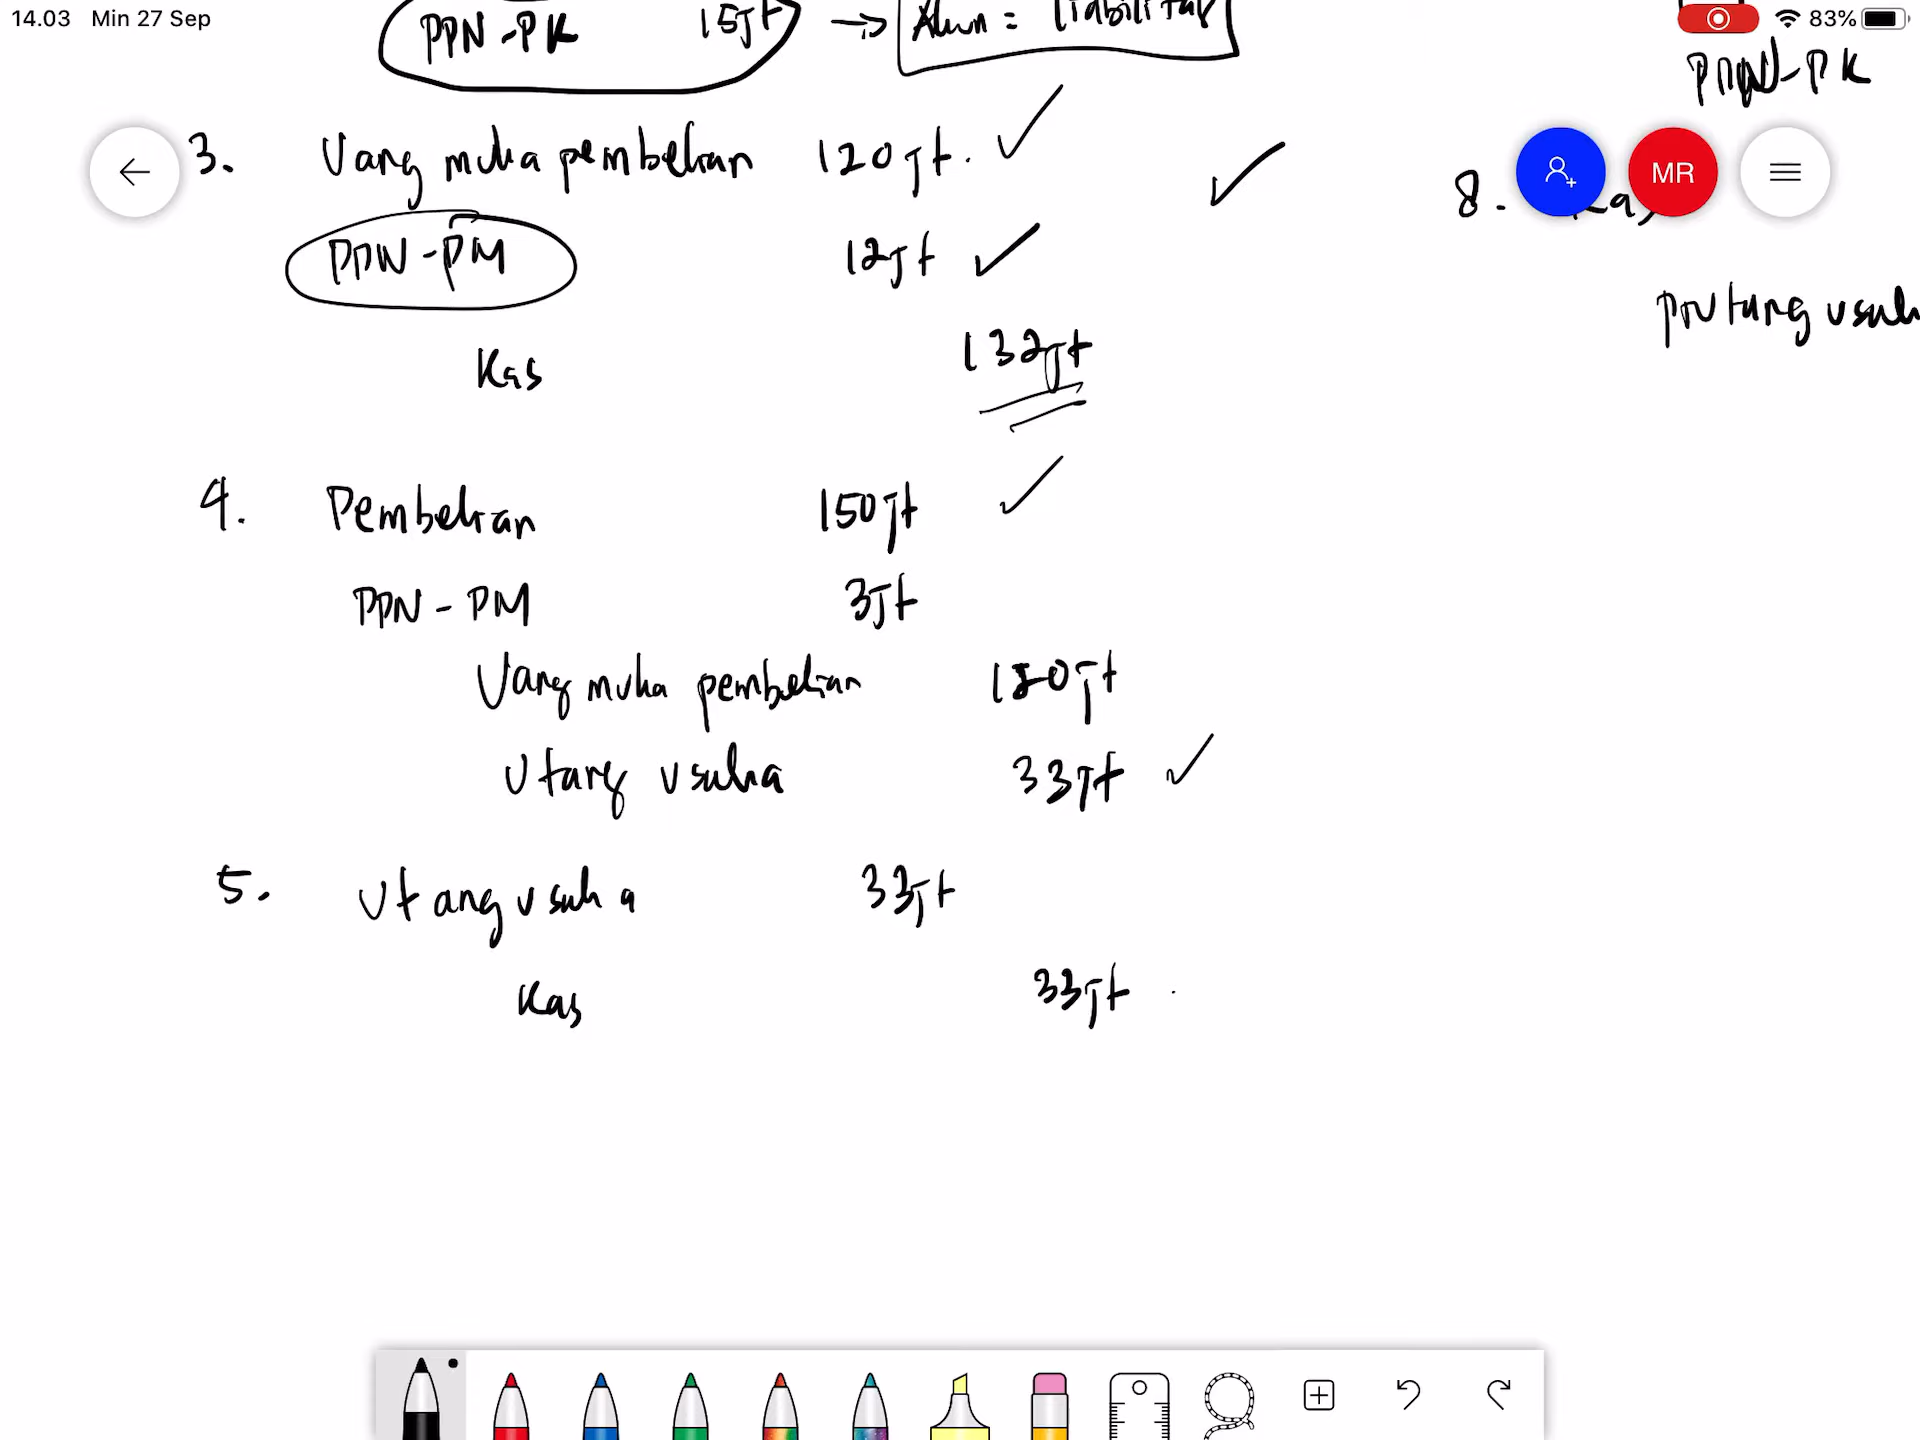 14.03 Min 27 Sep
83%
PPN-PK 15jt → Akun = Liabilitas
PPN-PK
3. Uang muka pembelian 120jt.
MR
8. Kas
PPN-PM 12jt
piutang usah
Kas 132jt
4. Pembelian 150jt
PPN - PM 3jt
Uang muka pembelian 120jt
Utang usaha 33jt
5. Utang usaha 33jt
Kas 33jt